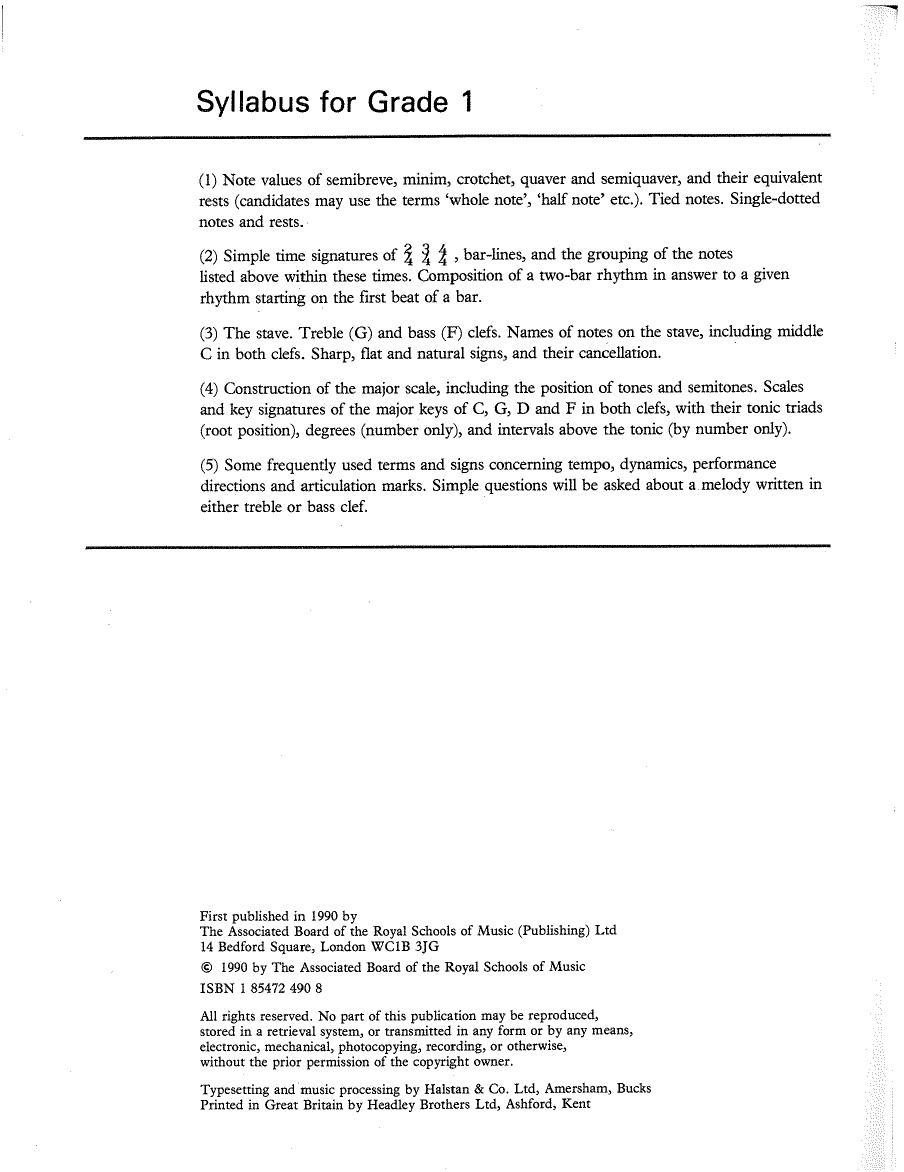 Syllabus for Grade 1
(1) Note values of semibreve, minim, crotchet, quaver and semiquaver, and their equivalent
rests (candidates may use the terms ‘whole note’, ‘half note’ etc.). Tied notes. Single-dotted
notes and rests.
(2) Simple time signatures of 2/4 3/4 4/4 , bar-lines, and the grouping of the notes
listed above within these times. Composition of a two-bar rhythm in answer to a given
rhythm starting on the first beat of a bar.
(3) The stave. Treble (G) and bass (F) clefs. Names of notes on the stave, including middle
C in both clefs. Sharp, flat and natural signs, and their cancellation.
(4) Construction of the major scale, including the position of tones and semitones. Scales
and key signatures of the major keys of C, G, D and F in both clefs, with their tonic triads
(root position), degrees (number only), and intervals above the tonic (by number only).
(5) Some frequently used terms and signs concerning tempo, dynamics, performance
directions and articulation marks. Simple questions will be asked about a melody written in
either treble or bass clef.
First published in 1990 by
The Associated Board of the Royal Schools of Music (Publishing) Ltd
14 Bedford Square, London WC1B 3JG
© 1990 by The Associated Board of the Royal Schools of Music
ISBN 1 85472 490 8
All rights reserved. No part of this publication may be reproduced,
stored in a retrieval system, or transmitted in any form or by any means,
electronic, mechanical, photocopying, recording, or otherwise,
without the prior permission of the copyright owner.
Typesetting and music processing by Halstan & Co. Ltd, Amersham, Bucks
Printed in Great Britain by Headley Brothers Ltd, Ashford, Kent